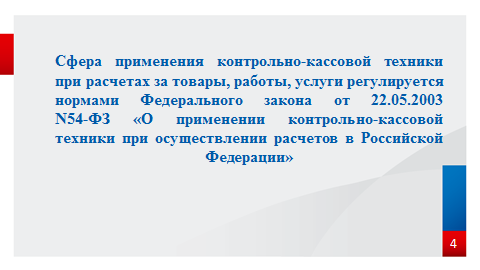 Сфера применения контрольно-кассовой техники
при расчетах за товары, работы, услуги регулируется
нормами Федерального закона от 22.05.2003
N54-ФЗ «О применении контрольно-кассовой
техники при осуществлении расчетов в Российской
Федерации»
4